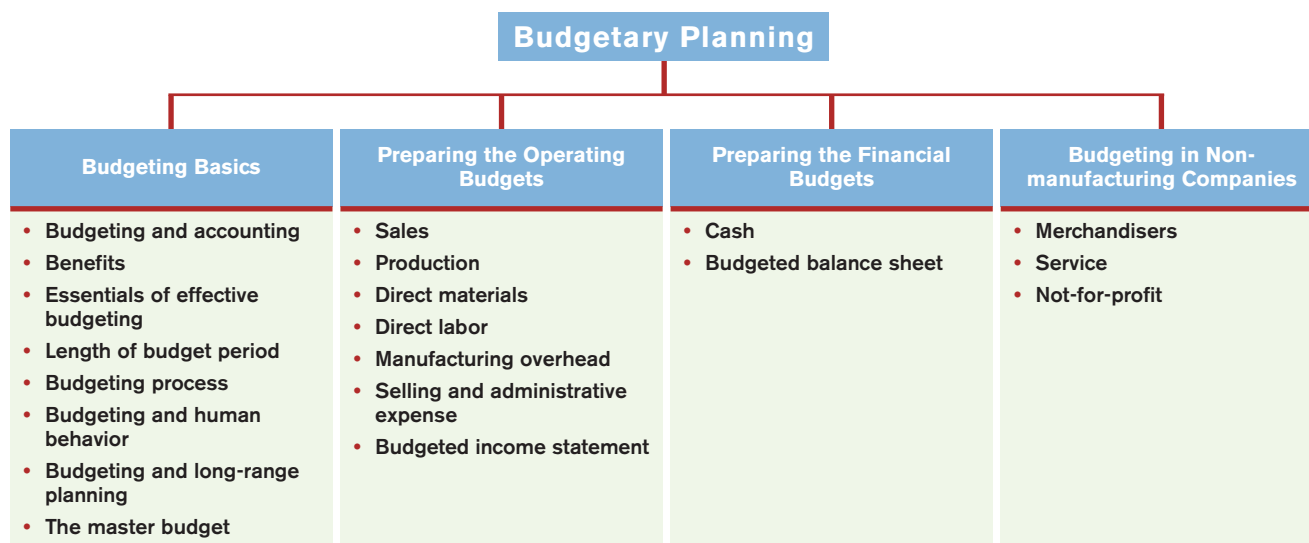 Budgetary Planning
Budgeting Basics
• Budgeting and accounting
• Benefits
• Essentials of effective
budgeting
• Length of budget period
• Budgeting process
• Budgeting and human
behavior
• Budgeting and long-range
planning
• The master budget
Preparing the Operating
Budgets
• Sales
• Production
• Direct materials
• Direct labor
• Manufacturing overhead
• Selling and administrative
expense
• Budgeted income statement
Preparing the Financial
Budgets
• Cash
• Budgeted balance sheet
Budgeting in Non-
manufacturing Companies
• Merchandisers
• Service
• Not-for-profit